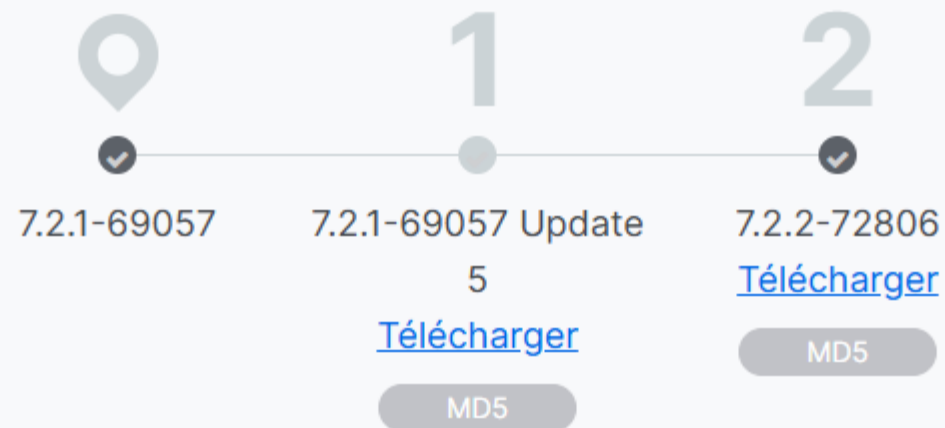 1
2
7.2.1-69057
7.2.1-69057 Update
5
Télécharger
MD5
7.2.2-72806
Télécharger
MD5